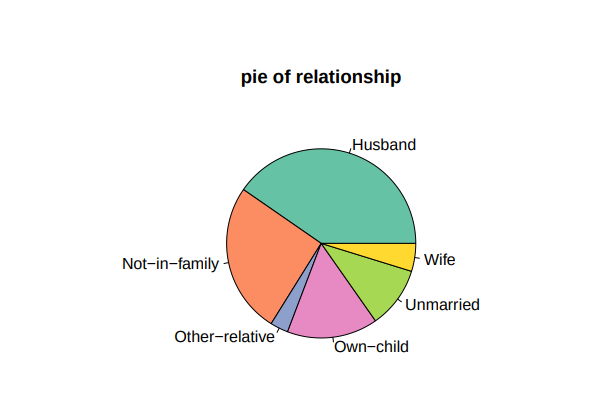 pie of relationship
Husband
Not−in−family
Wife
Unmarried
Other−relative
Own−child